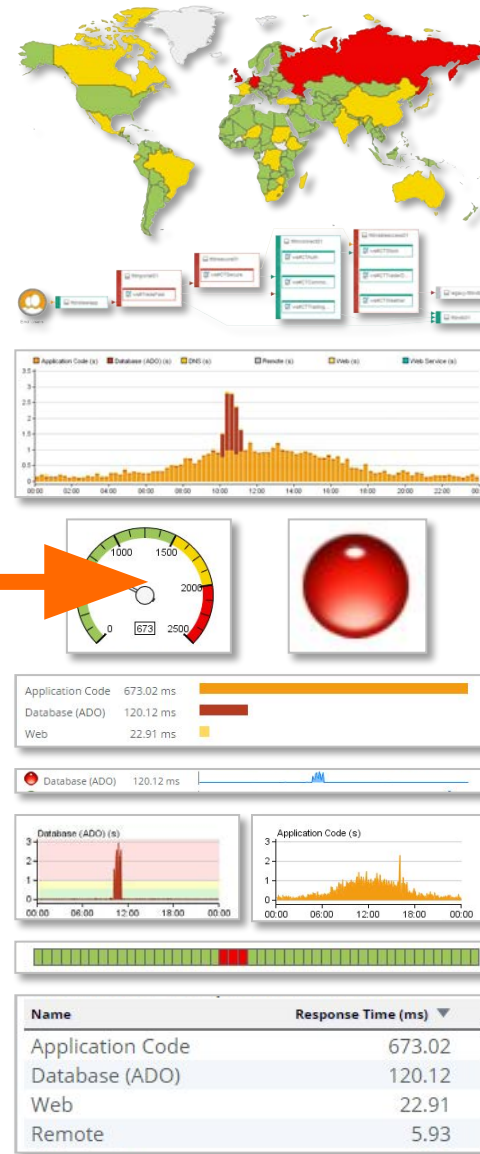 Application Code (s) Database (ADO) (s) DNS (s) Remote (s) Web (s) Web Service (s)
3.5
3
2.5
2
1.5
1
0.5
0
00:00 02:00 04:00 06:00 08:00 10:00 12:00 14:00 16:00 18:00 20:00 22:00
1000 1500
2000
0 673 2500
Application Code 673.02 ms
Database (ADO) 120.12 ms
Web 22.91 ms
Database (ADO) 120.12 ms
Database (ADO) (s)
3
2
1
0
00:00 06:00 12:00 18:00 00:00
Application Code (s)
3
2
1
0
00:00 06:00 12:00 18:00 00:00
Name Response Time (ms) ▼
Application Code 673.02
Database (ADO) 120.12
Web 22.91
Remote 5.93